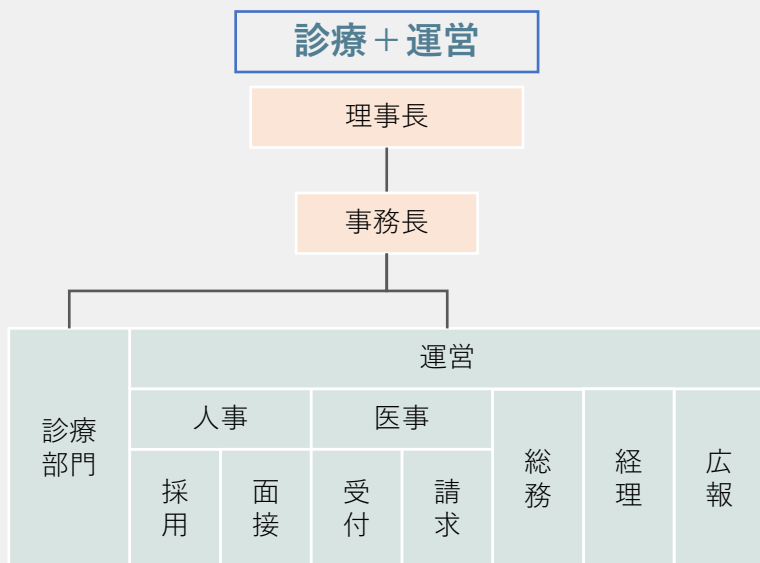 診療＋運営
理事長
事務長
診療
部門
運営
人事
医事
採用
面接
受付
請求
総務
経理
広報